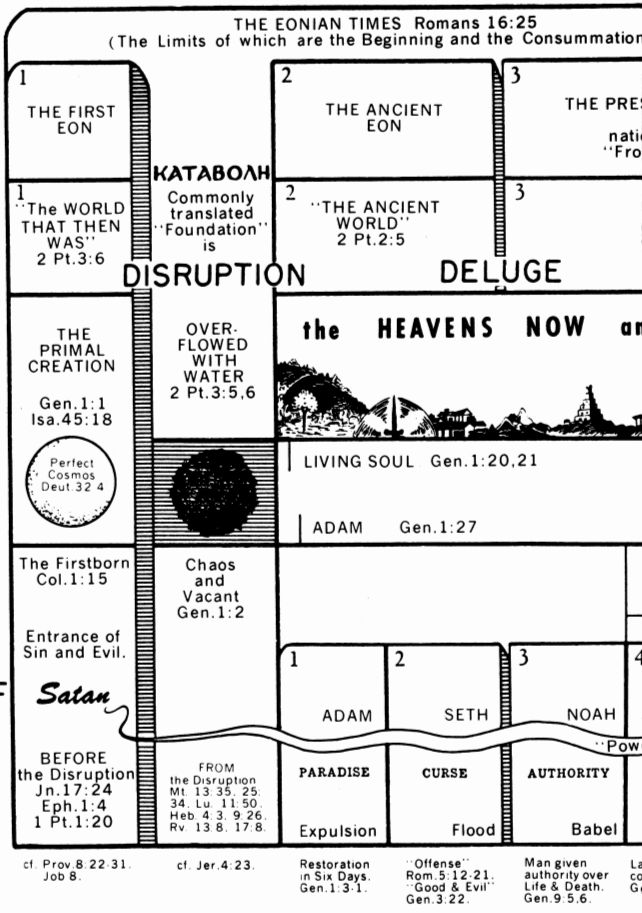 THE EONIAN TIMES Romans 16:25
(The Limits of which are the Beginning and the Consummation
1
THE FIRST
EON
2
THE ANCIENT
EON
3
THE PRES
nati
"Fro
ΚΑΤΑΒΟΛΗ
Commonly
translated
"Foundation"
is
1
"The WORLD
THAT THEN
WAS"
2 Pt.3:6
2
"THE ANCIENT
WORLD"
2 Pt.2:5
3
DISRUPTION
DELUGE
THE
PRIMAL
CREATION
Gen.1:1
Isa.45:18
Perfect
Cosmos
Deut.32 4
OVER-
FLOWED
WITH
WATER
2 Pt.3:5,6
the HEAVENS NOW an
LIVING SOUL Gen.1:20,21
ADAM Gen.1:27
The Firstborn
Col.1:15
Entrance of
Sin and Evil.
Satan
BEFORE
the Disruption
Jn.17:24
Eph.1:4
1 Pt.1:20
Chaos
and
Vacant
Gen.1:2
FROM
the Disruption
Mt. 13:35, 25:
34, Lu. 11:50.
Heb. 4:3, 9:26.
Rv. 13:8, 17:8.
1
ADAM
PARADISE
Expulsion
2
SETH
CURSE
Flood
3
NOAH
AUTHORITY
Babel
4
"Pow
cf. Prov.8:22-31.
Job 8.
cf. Jer.4:23.
Restoration
in Six Days.
Gen.1:3-1.
"Offense"
Rom.5:12-21.
"Good & Evil"
Gen.3:22.
Man given
authority over
Life & Death.
Gen.9:5,6.
La
co
G